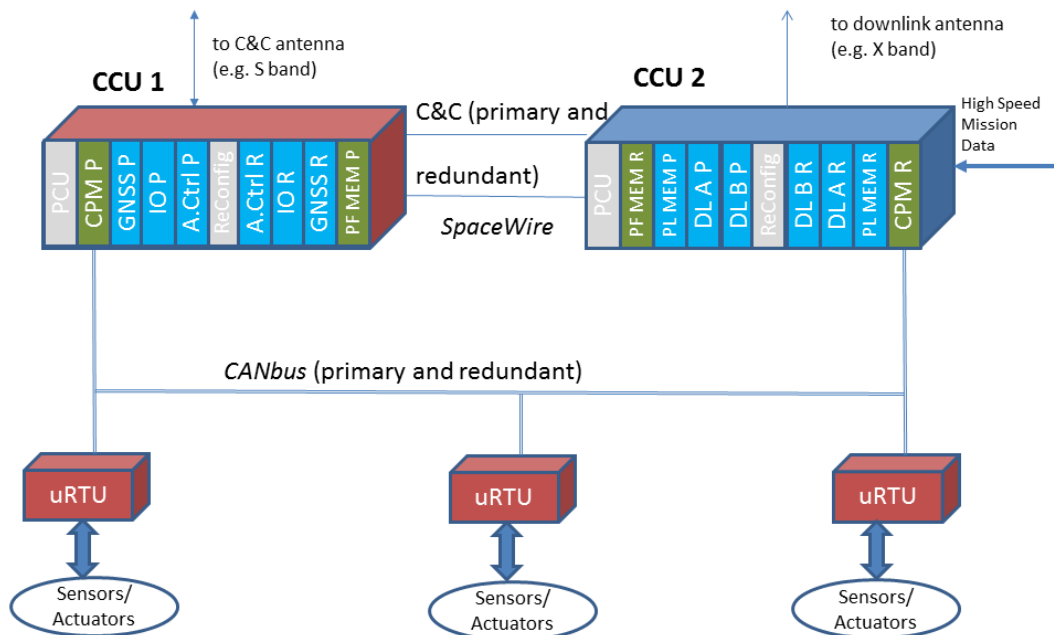 to C&C antenna
(e.g. S band)
to downlink antenna
(e.g. X band)
CCU 1
CCU 2
C&C (primary and
redundant)
SpaceWire
High Speed
Mission
Data
PCU
CPM P
GNSS P
IO P
A.Ctrl P
ReConfig
A.Ctrl R
IO R
GNSS R
PF MEM P
PCU
PF MEM R
PL MEM P
DL A P
DL B P
ReConfig
DL B R
DL A R
PL MEM R
CPM R
CANbus (primary and redundant)
uRTU
uRTU
uRTU
Sensors/
Actuators
Sensors/
Actuators
Sensors/
Actuators